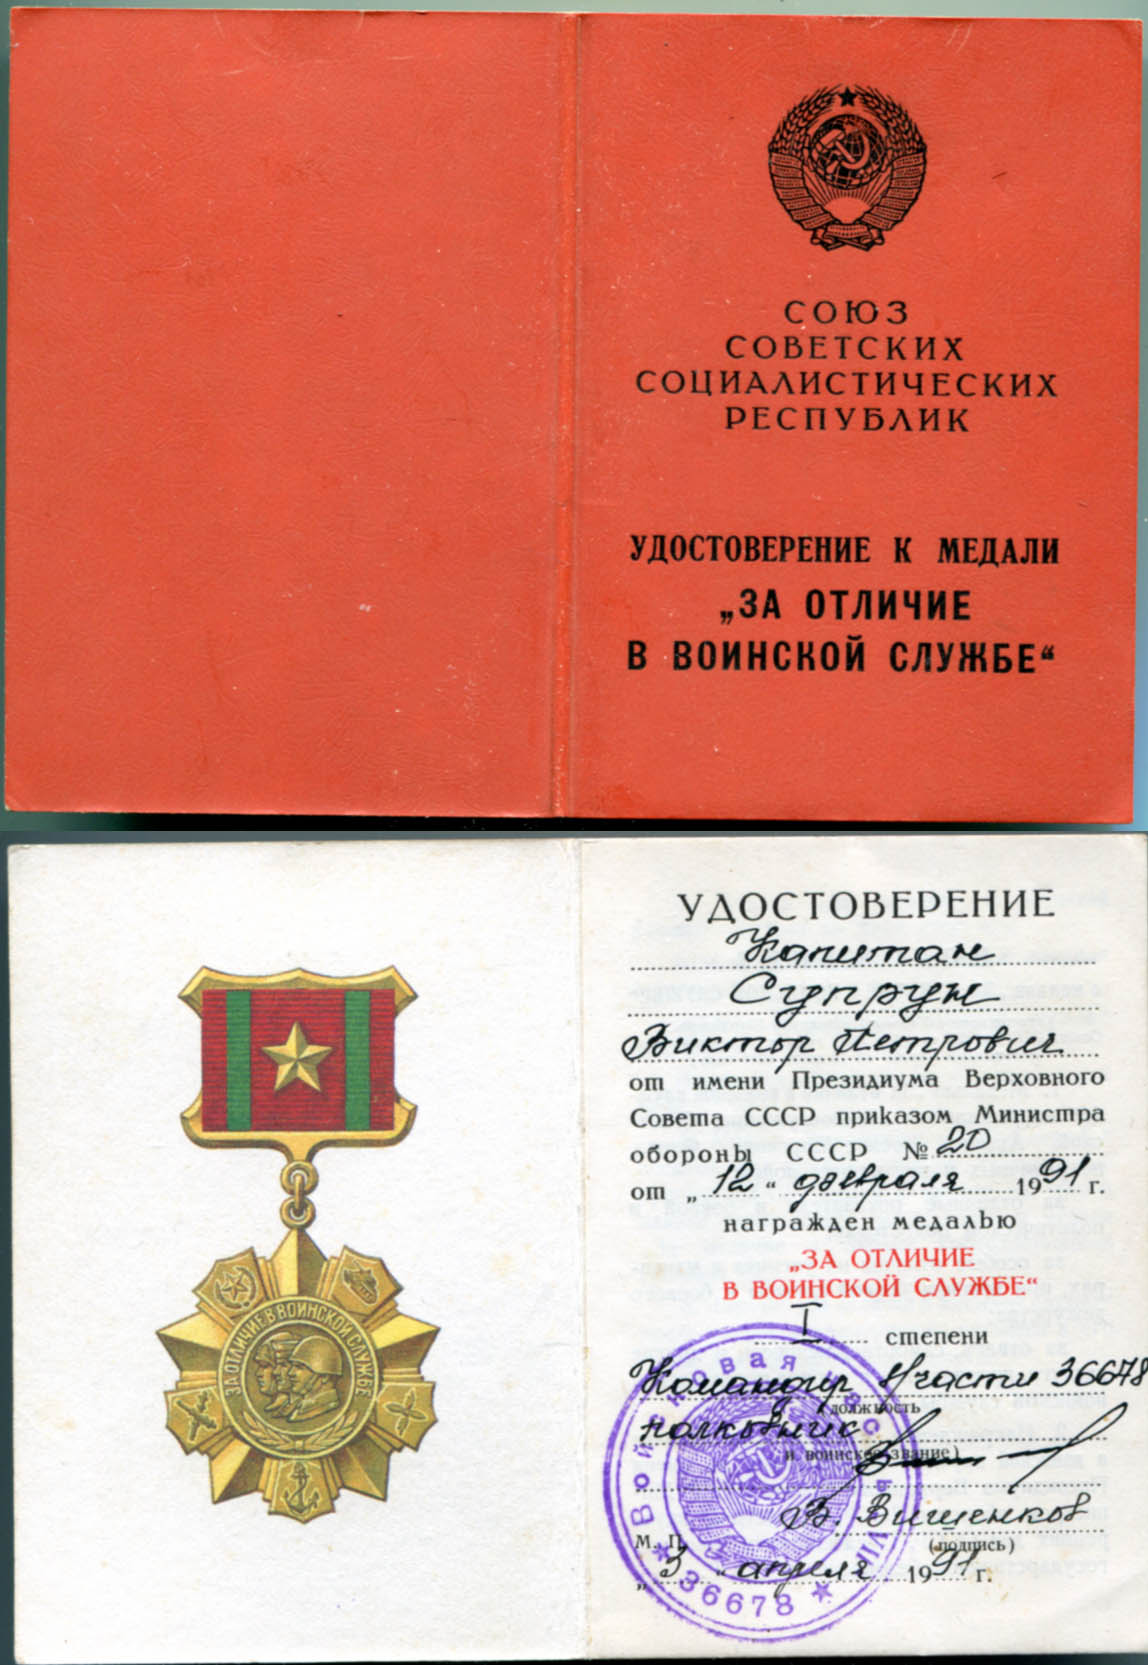 СОЮЗ
СОВЕТСКИХ
СОЦИАЛИСТИЧЕСКИХ
РЕСПУБЛИК
УДОСТОВЕРЕНИЕ К МЕДАЛИ
„ЗА ОТЛИЧИЕ
В ВОИНСКОЙ СЛУЖБЕ“
ЗА ОТЛИЧИЕ В ВОИНСКОЙ СЛУЖБЕ
УДОСТОВЕРЕНИЕ
Капитан
Супрун
Виктор Петрович
от имени Президиума Верховного
Совета СССР приказом Министра
обороны СССР № 20
от „ 12 “ февраля 1991 г.
награжден медалью
„ЗА ОТЛИЧИЕ
В ВОИНСКОЙ СЛУЖБЕ“
I степени
Командир в/части 36678
(должность
полковник
и воинское звание)
В. Вишенков
М. П.
(подпись)
„ 3 “ апреля 1991 г.
Войсковая часть
36678